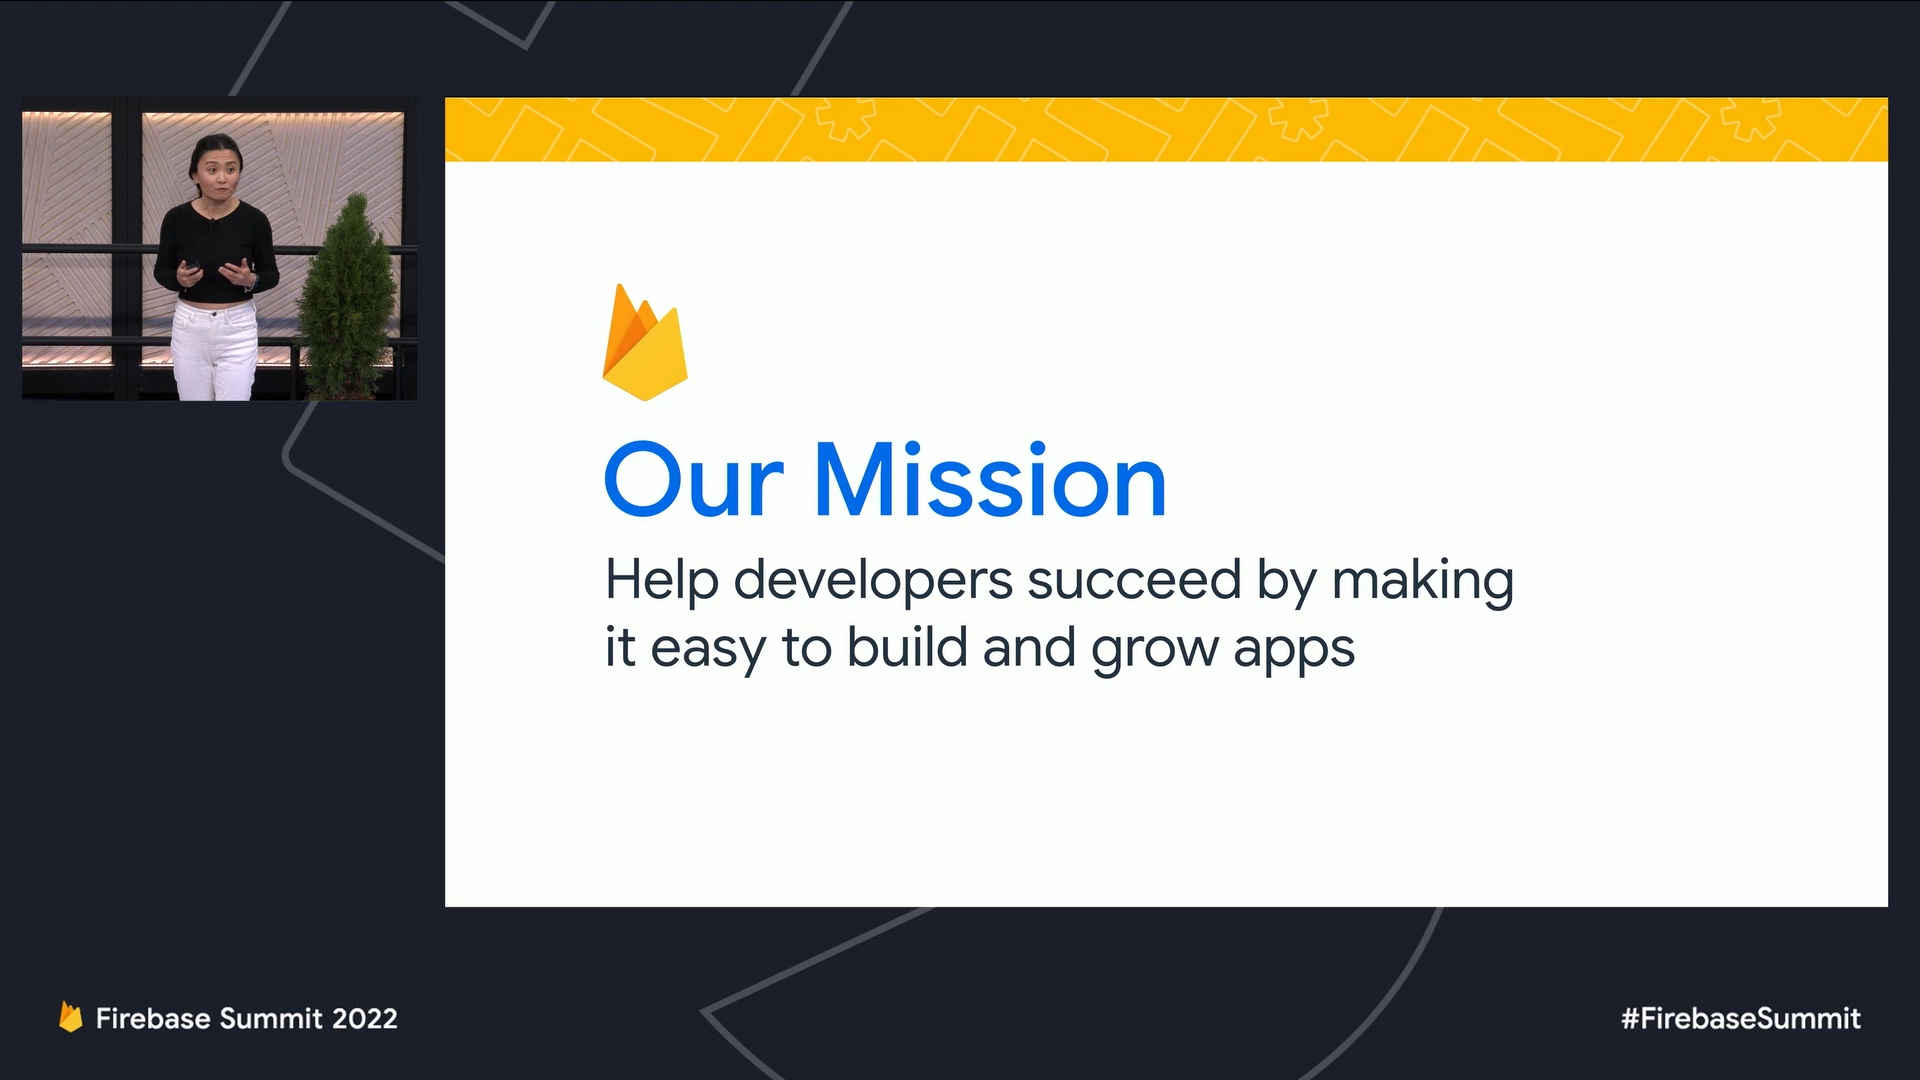 Our Mission
Help developers succeed by making
it easy to build and grow apps
Firebase Summit 2022
#FirebaseSummit